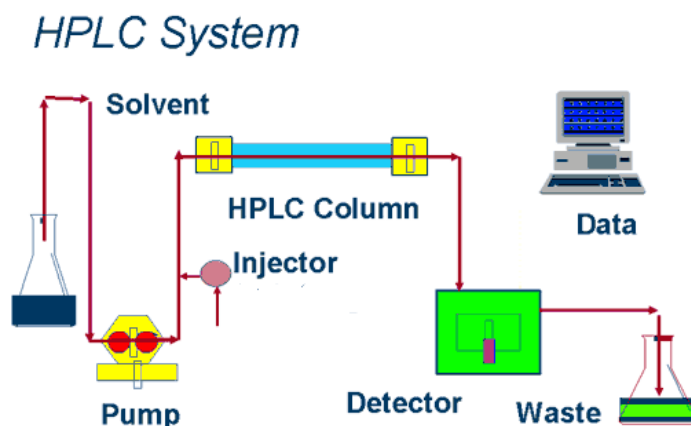 HPLC System
Solvent
HPLC Column
Data
Injector
Detector
Waste
Pump